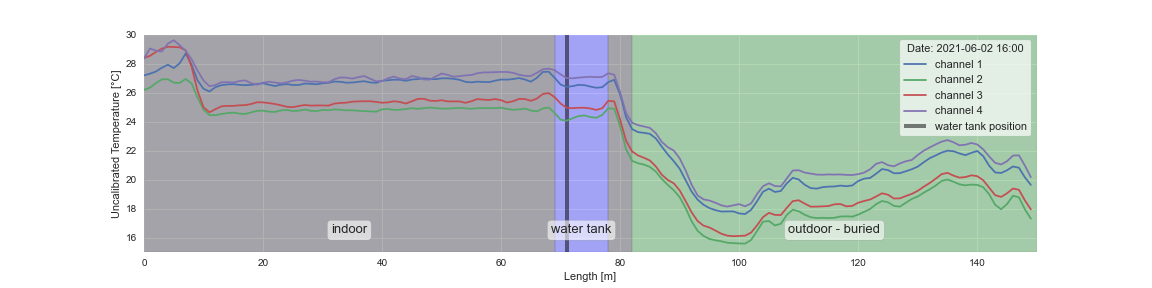 Uncalibrated Temperature [°C]
30
28
26
24
22
20
18
16
Date: 2021-06-02 16:00
channel 1
channel 2
channel 3
channel 4
water tank position
indoor
water tank
outdoor - buried
0
20
40
60
80
100
120
140
Length [m]